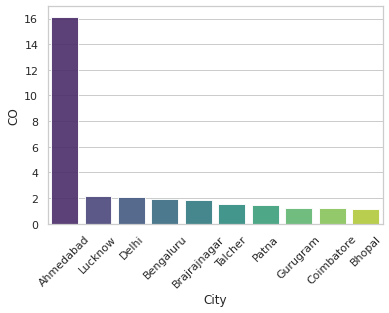 16
14
12
10
8
6
4
2
0
CO
Ahmedabad
Lucknow
Delhi
Bengaluru
Brajrajnagar
Talcher
Patna
Gurugram
Coimbatore
Bhopal
City